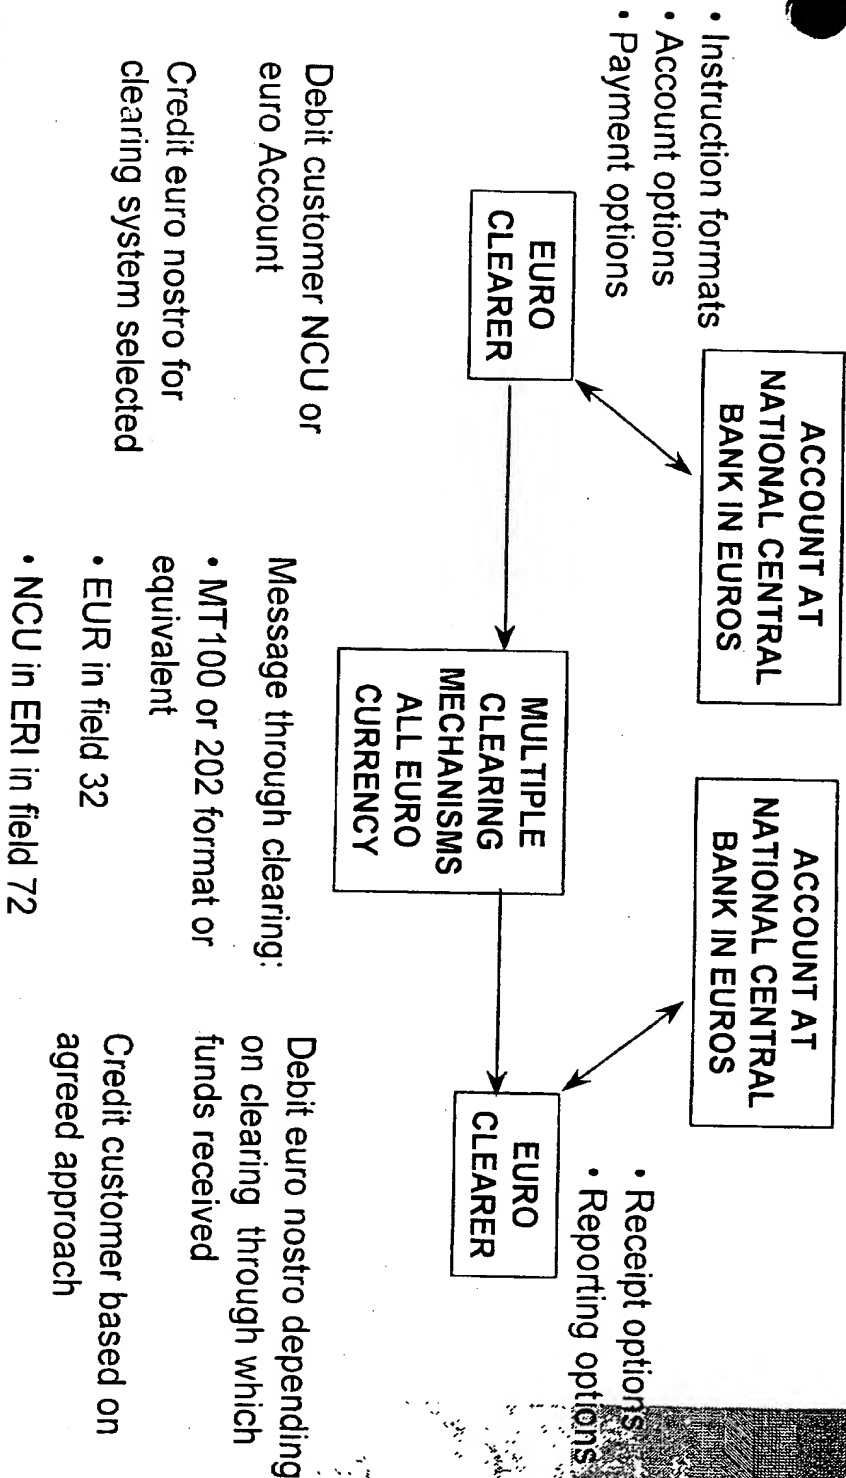 • Instruction formats
• Account options
• Payment options
ACCOUNT AT
NATIONAL CENTRAL
BANK IN EUROS
ACCOUNT AT
NATIONAL CENTRAL
BANK IN EUROS
• Receipt options
• Reporting options
EURO
CLEARER
MULTIPLE
CLEARING
MECHANISMS
ALL EURO
CURRENCY
EURO
CLEARER
Debit customer NCU or
euro Account
Credit euro nostro for
clearing system selected
Message through clearing:
• MT100 or 202 format or
equivalent
• EUR in field 32
• NCU in ERI in field 72
Debit euro nostro depending
on clearing through which
funds received
Credit customer based on
agreed approach